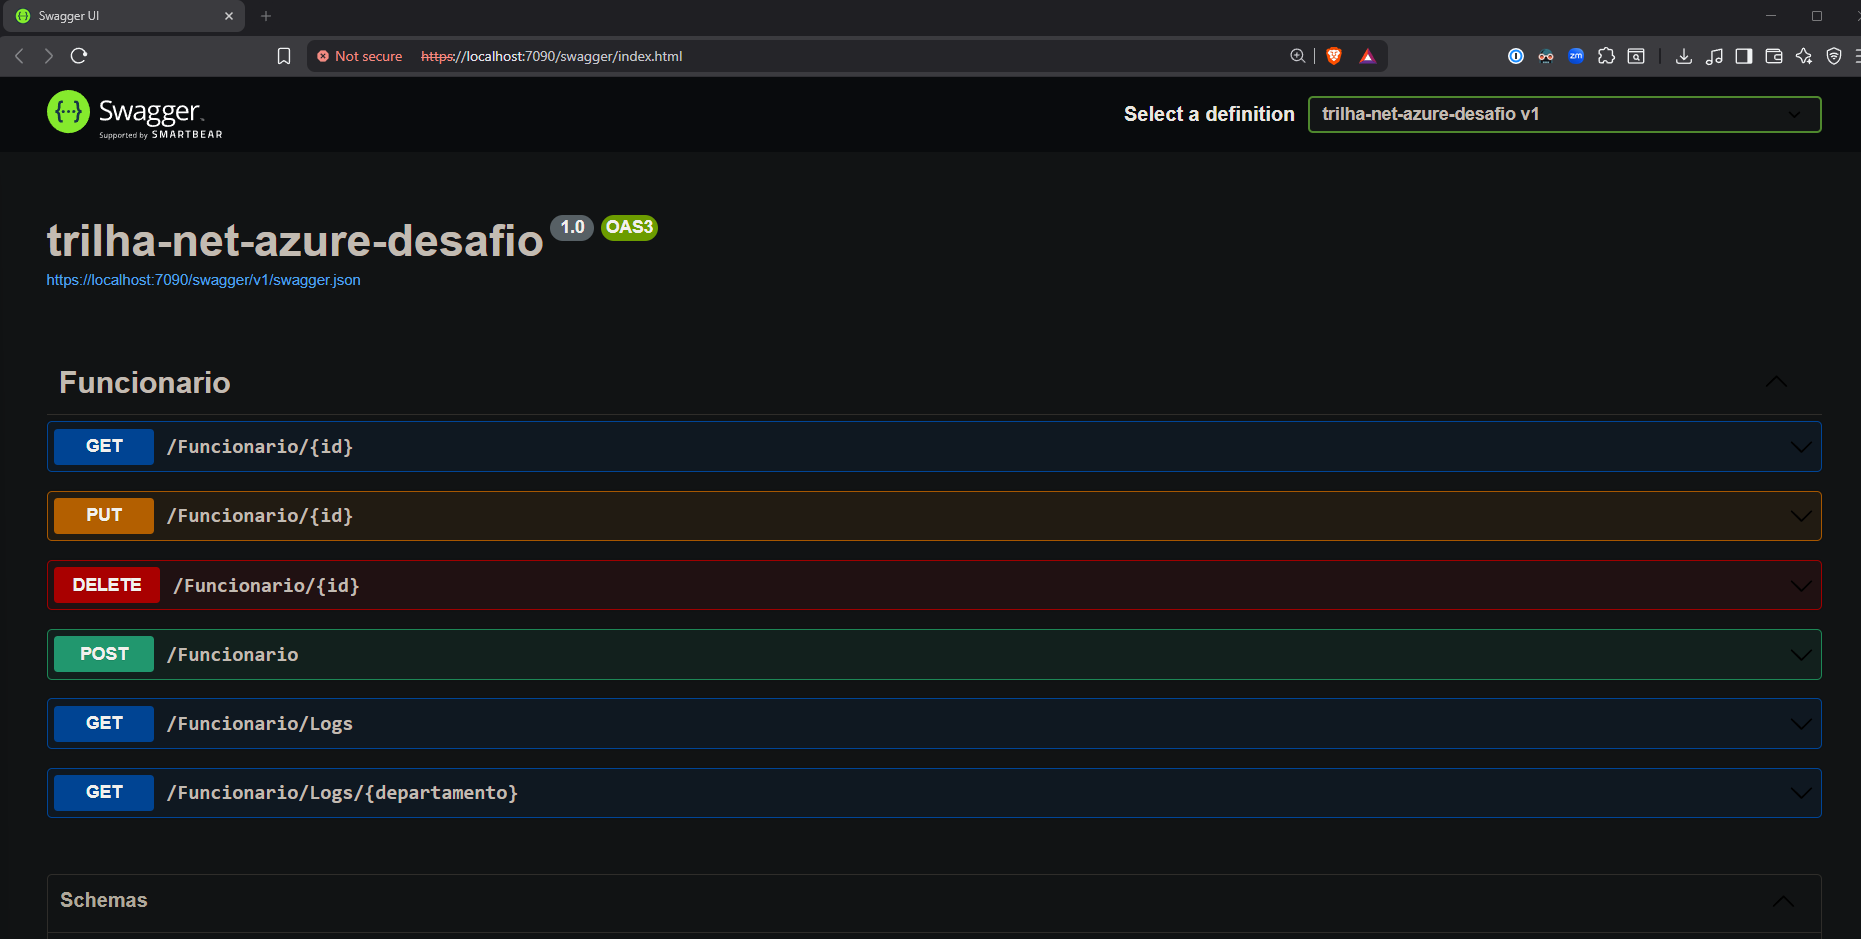 Swagger UI
Not secure https://localhost:7090/swagger/index.html
zm
{...} Swagger
Supported by SMARTBEAR
Select a definition
trilha-net-azure-desafio v1
trilha-net-azure-desafio 1.0 OAS3
https://localhost:7090/swagger/v1/swagger.json
Funcionario
GET /Funcionario/{id}
PUT /Funcionario/{id}
DELETE /Funcionario/{id}
POST /Funcionario
GET /Funcionario/Logs
GET /Funcionario/Logs/{departamento}
Schemas